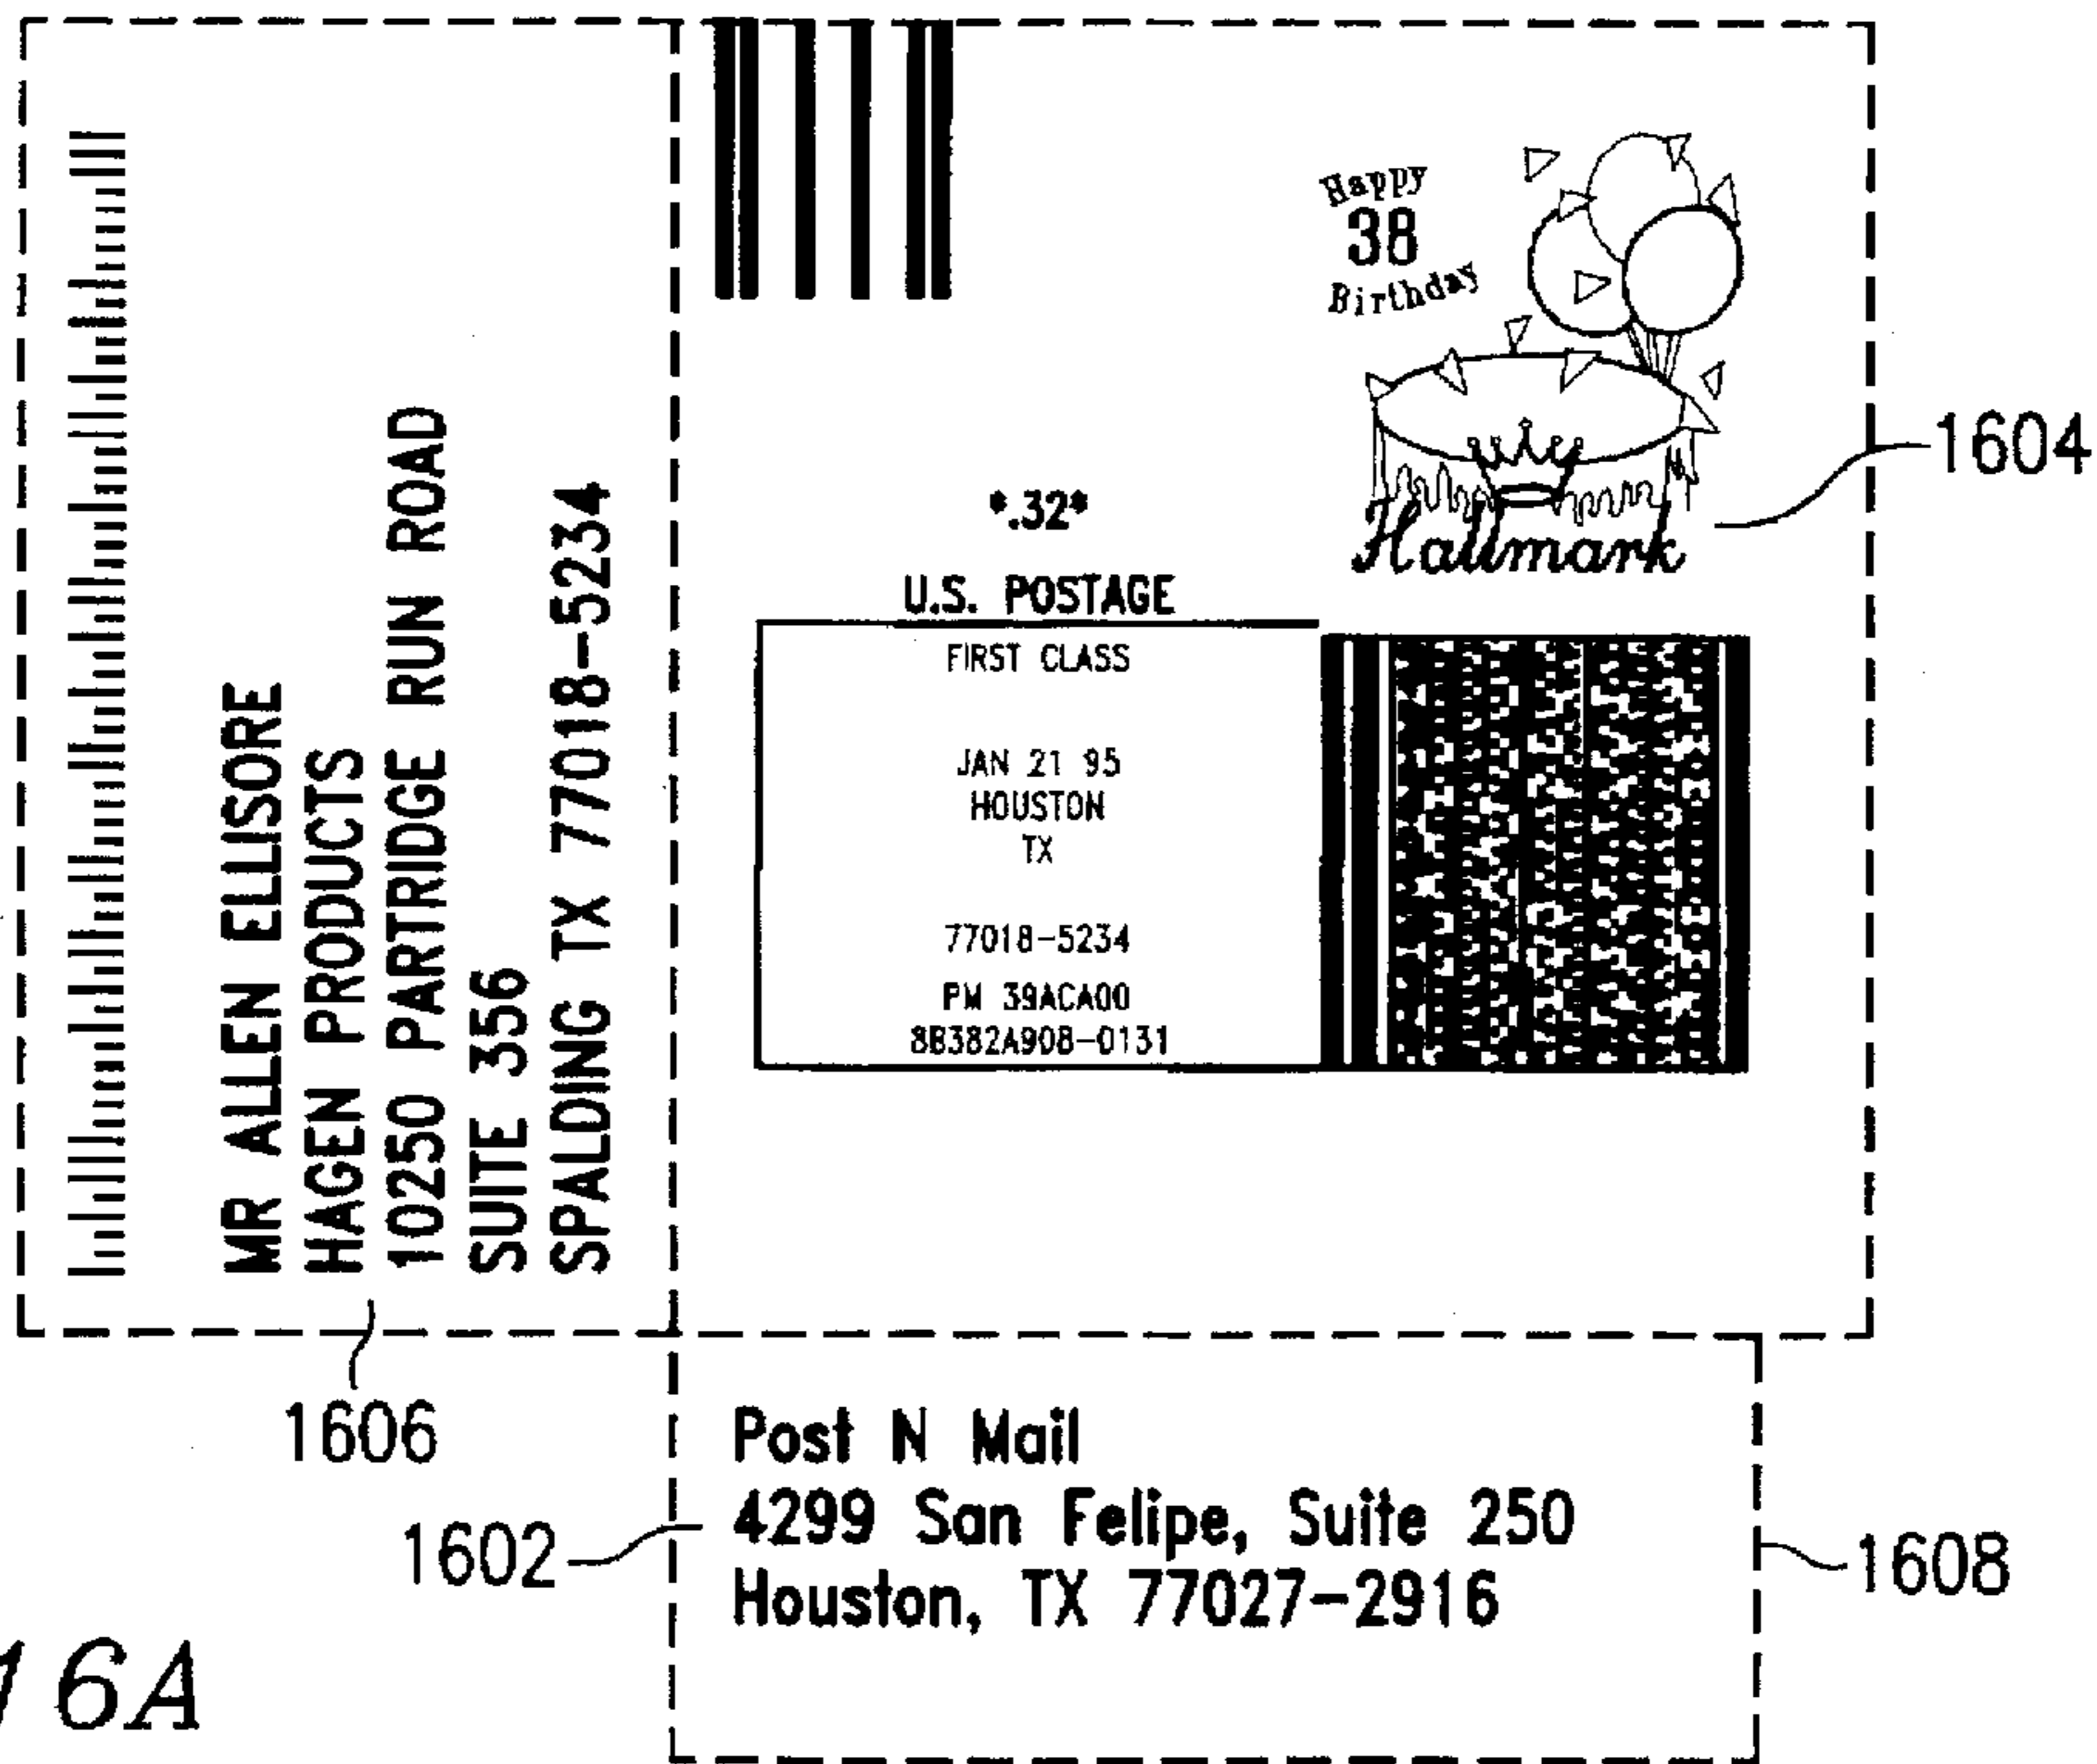 MR ALLEN ELLISORE
HAGEN PRODUCTS
10250 PARTRIDGE RUN ROAD
SUITE 356
SPALDING TX 77018-5234
Happy
38
Birthday
Hallmark
1604
*.32*
U.S. POSTAGE
FIRST CLASS
JAN 21 95
HOUSTON
TX
77018-5234
PM 39ACA00
8B382A908-0131
1606
Post N Mail
4299 San Felipe, Suite 250
Houston, TX 77027-2916
1602
1608
16A